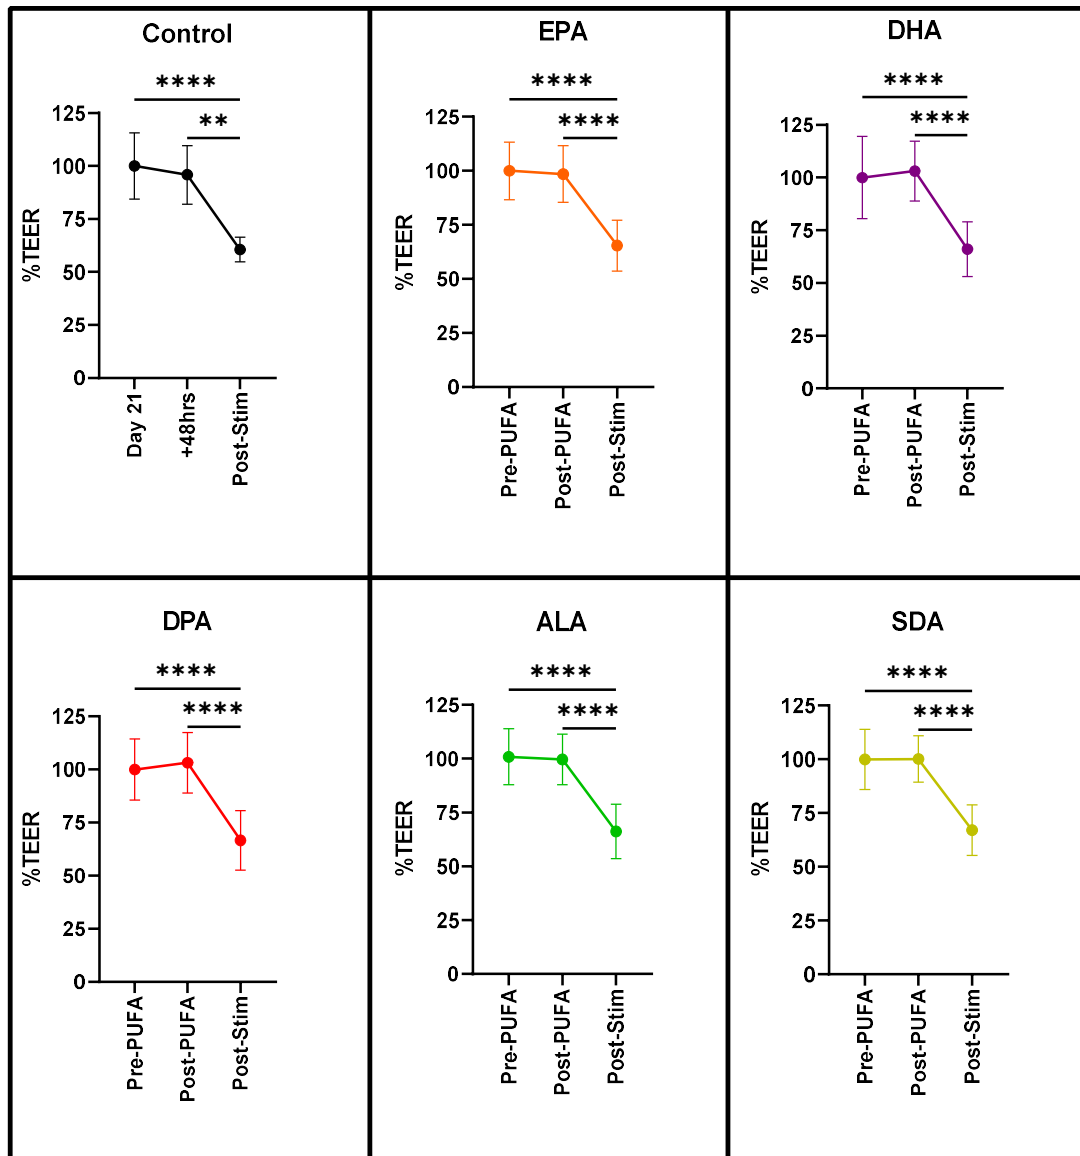 Control
****
**
%TEER
125
100
75
50
25
0
Day 21
+48hrs
Post-Stim
EPA
****
****
%TEER
125
100
75
50
25
0
Pre-PUFA
Post-PUFA
Post-Stim
DHA
****
****
%TEER
125
100
75
50
25
0
Pre-PUFA
Post-PUFA
Post-Stim
DPA
****
****
%TEER
125
100
75
50
25
0
Pre-PUFA
Post-PUFA
Post-Stim
ALA
****
****
%TEER
125
100
75
50
25
0
Pre-PUFA
Post-PUFA
Post-Stim
SDA
****
****
%TEER
125
100
75
50
25
0
Pre-PUFA
Post-PUFA
Post-Stim